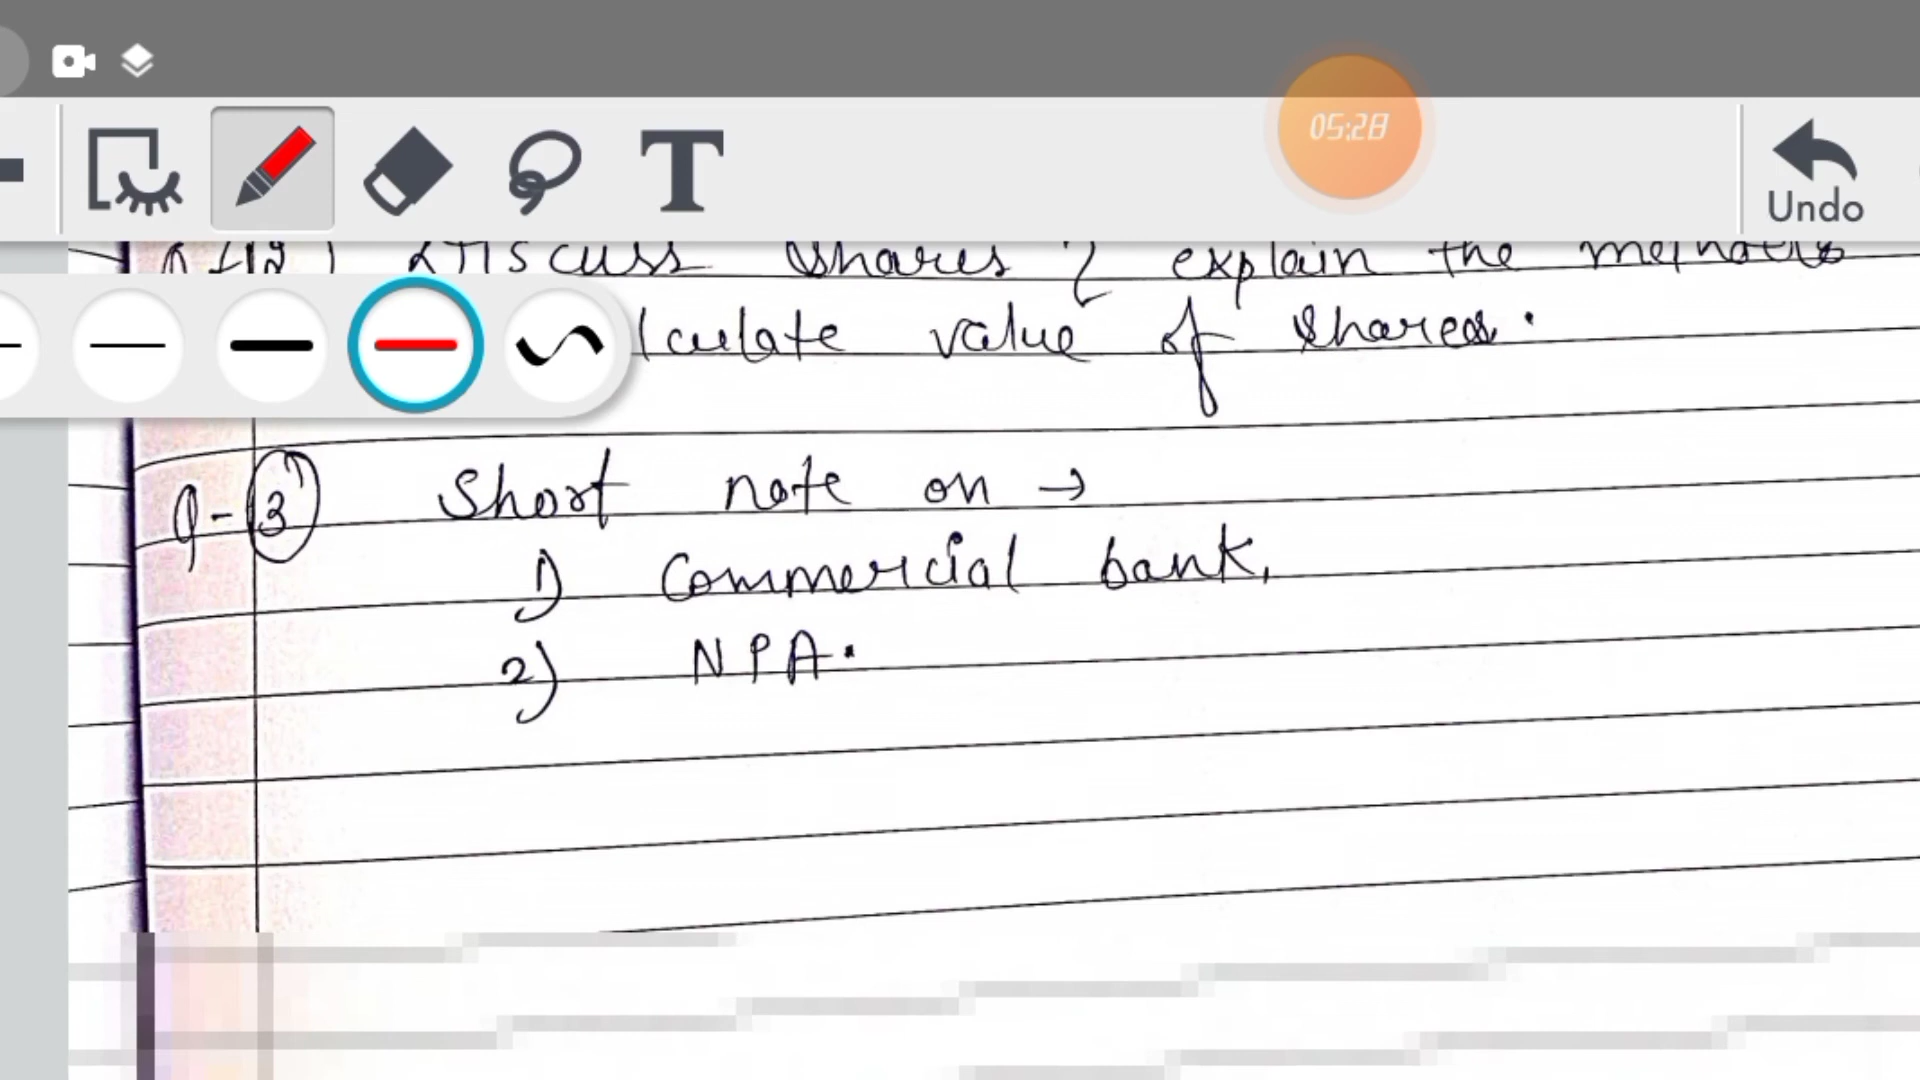 05:28
Undo
Discuss shares & explain the methods
lculate value of shares.
Q-3) Short note on →
1) Commercial bank,
2) NPA.